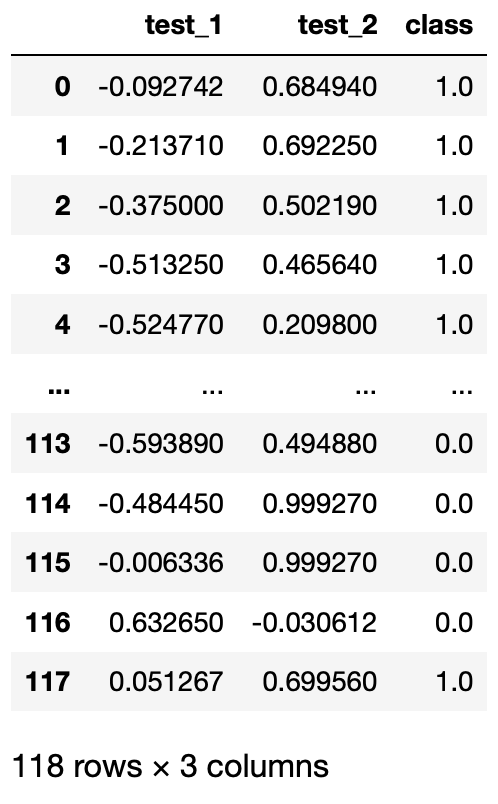 test_1 test_2 class
0 -0.092742 0.684940 1.0
1 -0.213710 0.692250 1.0
2 -0.375000 0.502190 1.0
3 -0.513250 0.465640 1.0
4 -0.524770 0.209800 1.0
... ... ... ...
113 -0.593890 0.494880 0.0
114 -0.484450 0.999270 0.0
115 -0.006336 0.999270 0.0
116 0.632650 -0.030612 0.0
117 0.051267 0.699560 1.0
118 rows × 3 columns